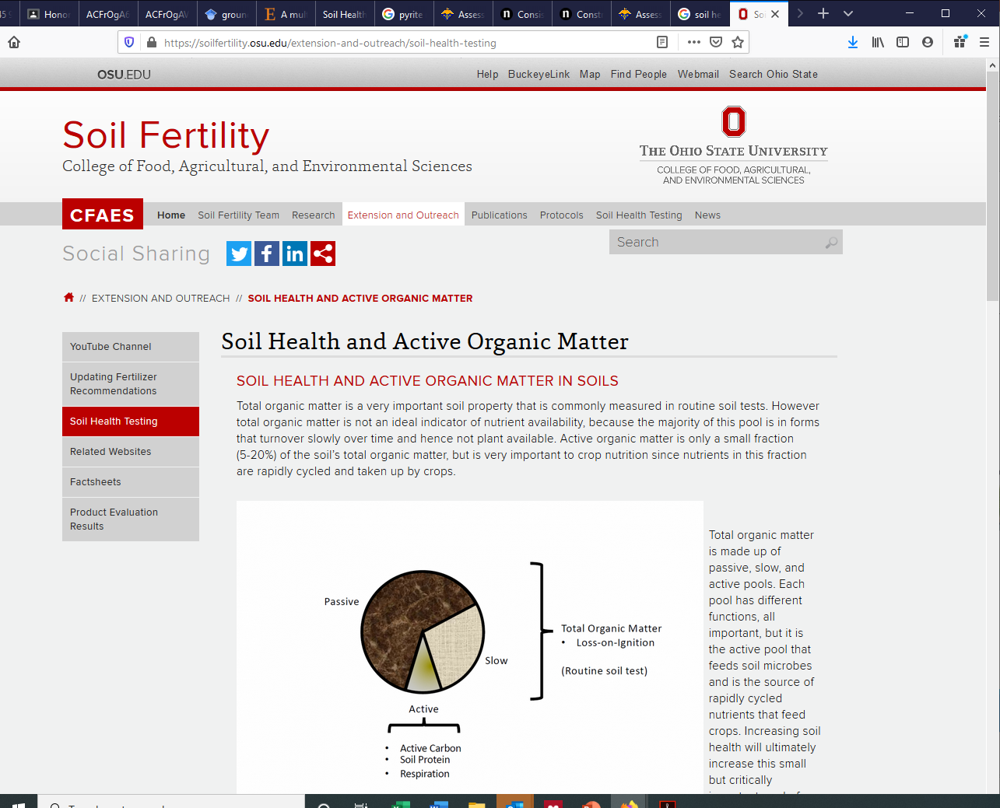 Honor
ACFrOgA6
ACFrOgAV
groun
A mul
Soil Health
pyrite
Assess
Consis
Constr
Assess
soil he
Soi
https://soilfertility.osu.edu/extension-and-outreach/soil-health-testing
OSU.EDU
Help BuckeyeLink Map Find People Webmail Search Ohio State
Soil Fertility
College of Food, Agricultural, and Environmental Sciences
THE OHIO STATE UNIVERSITY
COLLEGE OF FOOD, AGRICULTURAL,
AND ENVIRONMENTAL SCIENCES
CFAES Home Soil Fertility Team Research Extension and Outreach Publications Protocols Soil Health Testing News
Search
Social Sharing
// EXTENSION AND OUTREACH // SOIL HEALTH AND ACTIVE ORGANIC MATTER
YouTube Channel
Updating Fertilizer
Recommendations
Soil Health Testing
Related Websites
Factsheets
Product Evaluation
Results
Soil Health and Active Organic Matter
SOIL HEALTH AND ACTIVE ORGANIC MATTER IN SOILS
Total organic matter is a very important soil property that is commonly measured in routine soil tests. However
total organic matter is not an ideal indicator of nutrient availability, because the majority of this pool is in forms
that turnover slowly over time and hence not plant available. Active organic matter is only a small fraction
(5-20%) of the soil’s total organic matter, but is very important to crop nutrition since nutrients in this fraction
are rapidly cycled and taken up by crops.
Passive
Slow
Active
• Active Carbon
• Soil Protein
• Respiration
Total Organic Matter
• Loss-on-Ignition
(Routine soil test)
Total organic matter
is made up of
passive, slow, and
active pools. Each
pool has different
functions, all
important, but it is
the active pool that
feeds soil microbes
and is the source of
rapidly cycled
nutrients that feed
crops. Increasing soil
health will ultimately
increase this small
but critically